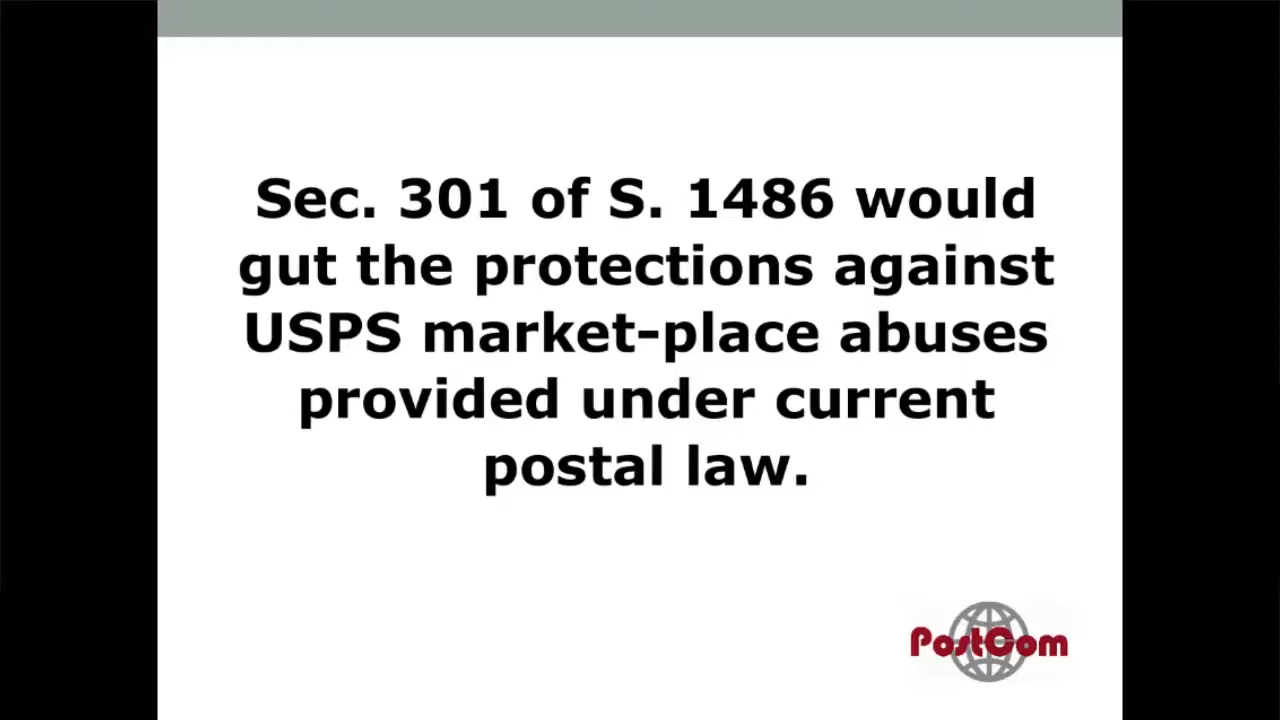 Sec. 301 of S. 1486 would
gut the protections against
USPS market-place abuses
provided under current
postal law.
PostCom